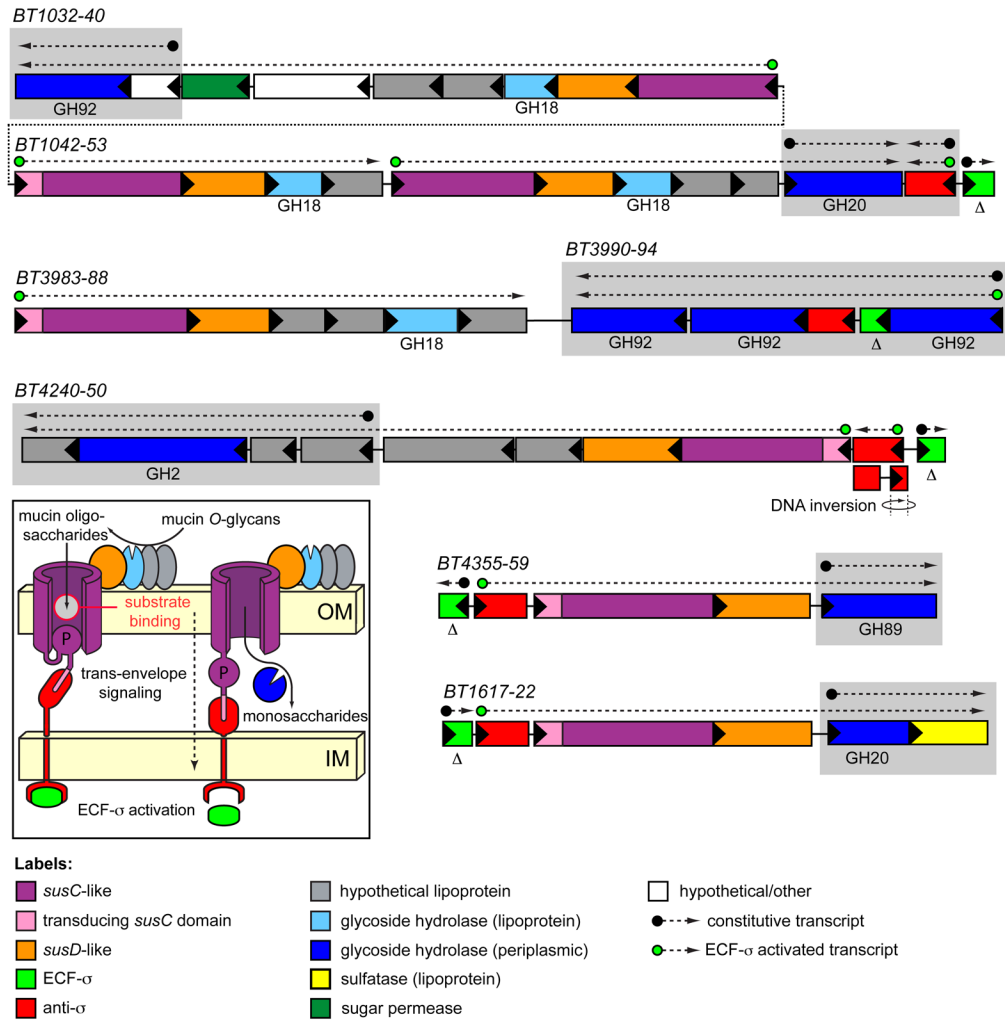 BT1032-40
GH92
GH18
BT1042-53
GH18
GH18
GH20
Δ
BT3983-88
BT3990-94
GH18
GH92
GH92
Δ
GH92
BT4240-50
GH2
Δ
DNA inversion
mucin oligo-
saccharides
mucin O-glycans
substrate
binding
OM
P
P
trans-envelope
signaling
monosaccharides
IM
ECF-σ activation
BT4355-59
Δ
GH89
BT1617-22
Δ
GH20
Labels:
susC-like
transducing susC domain
susD-like
ECF-σ
anti-σ
hypothetical lipoprotein
glycoside hydrolase (lipoprotein)
glycoside hydrolase (periplasmic)
sulfatase (lipoprotein)
sugar permease
hypothetical/other
constitutive transcript
ECF-σ activated transcript